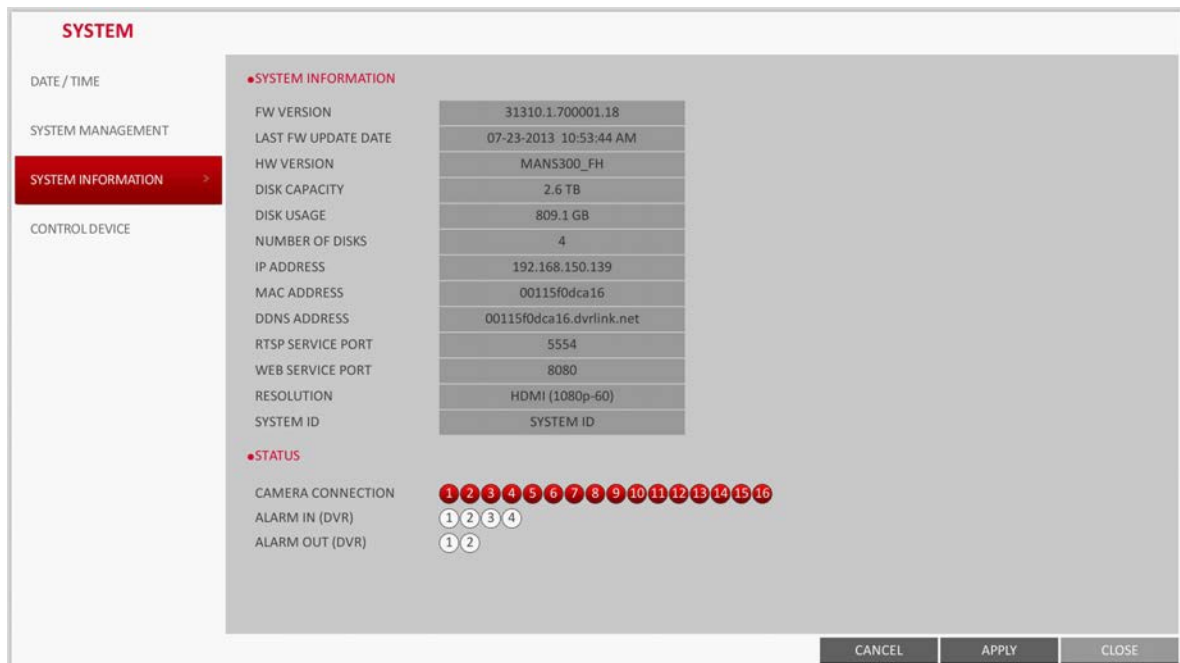 SYSTEM
DATE / TIME
SYSTEM MANAGEMENT
SYSTEM INFORMATION >
CONTROL DEVICE
●SYSTEM INFORMATION
FW VERSION 31310.1.700001.18
LAST FW UPDATE DATE 07-23-2013 10:53:44 AM
HW VERSION MANS300_FH
DISK CAPACITY 2.6 TB
DISK USAGE 809.1 GB
NUMBER OF DISKS 4
IP ADDRESS 192.168.150.139
MAC ADDRESS 00115f0dca16
DDNS ADDRESS 00115f0dca16.dvrlink.net
RTSP SERVICE PORT 5554
WEB SERVICE PORT 8080
RESOLUTION HDMI (1080p-60)
SYSTEM ID SYSTEM ID
●STATUS
CAMERA CONNECTION 1 2 3 4 5 6 7 8 9 10 11 12 13 14 15 16
ALARM IN (DVR) 1 2 3 4
ALARM OUT (DVR) 1 2
CANCEL APPLY CLOSE